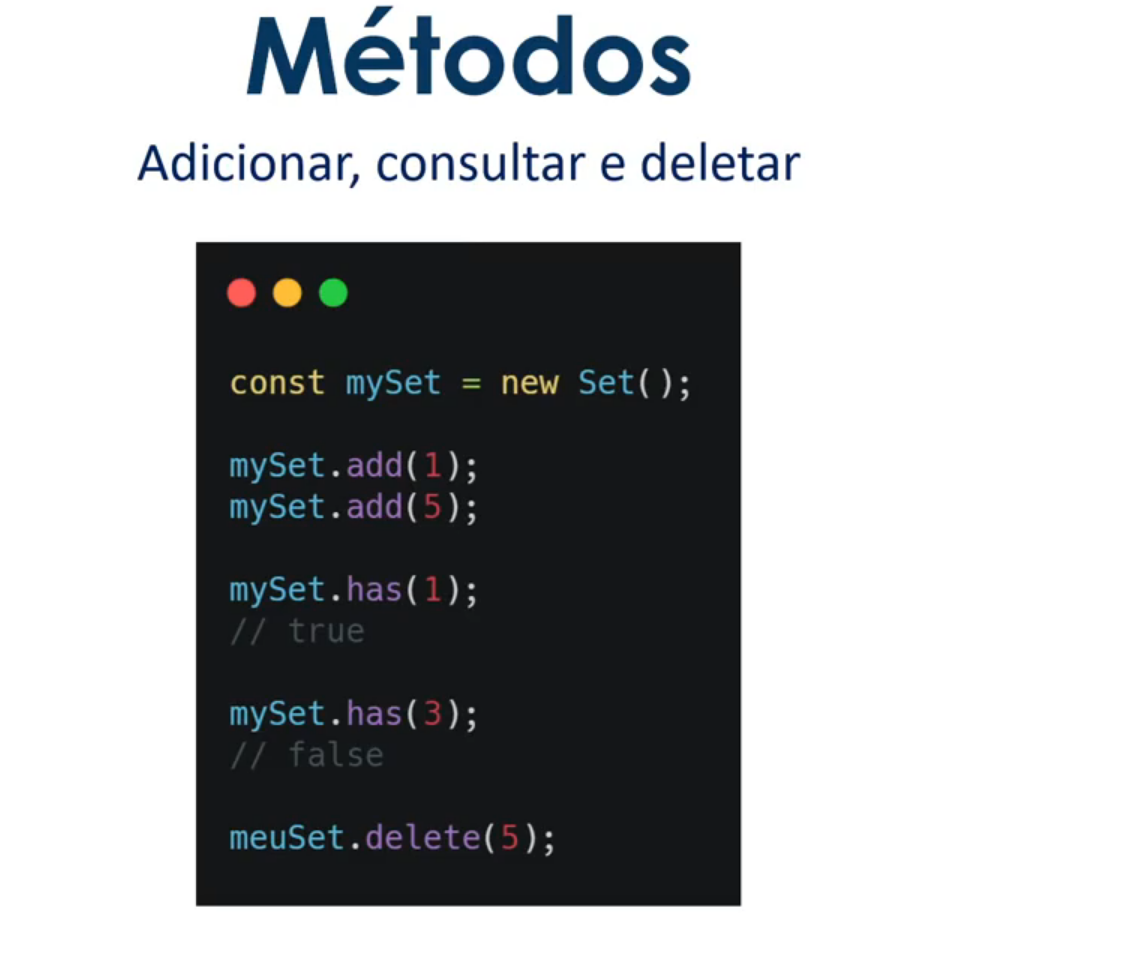 Métodos
Adicionar, consultar e deletar
const mySet = new Set();
mySet.add(1);
mySet.add(5);
mySet.has(1);
// true
mySet.has(3);
// false
meuSet.delete(5);